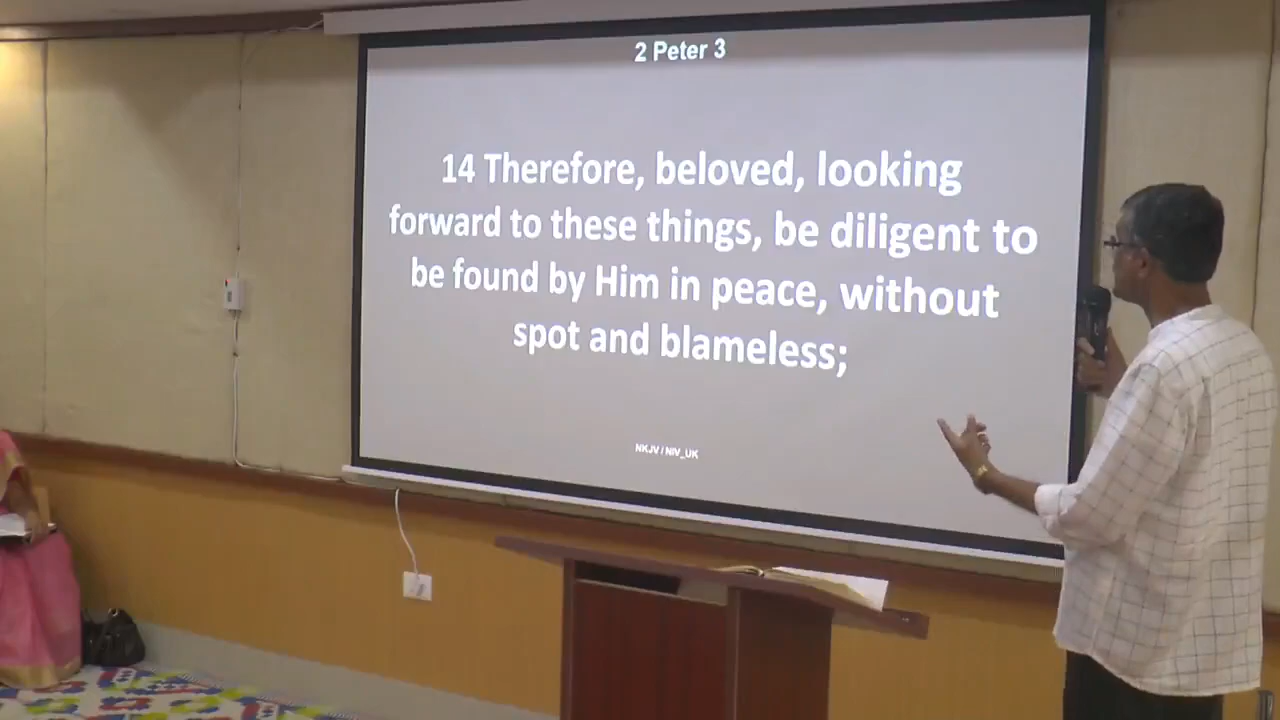 2 Peter 3
14 Therefore, beloved, looking
forward to these things, be diligent to
be found by Him in peace, without
spot and blameless;
NKJV / NIV_UK